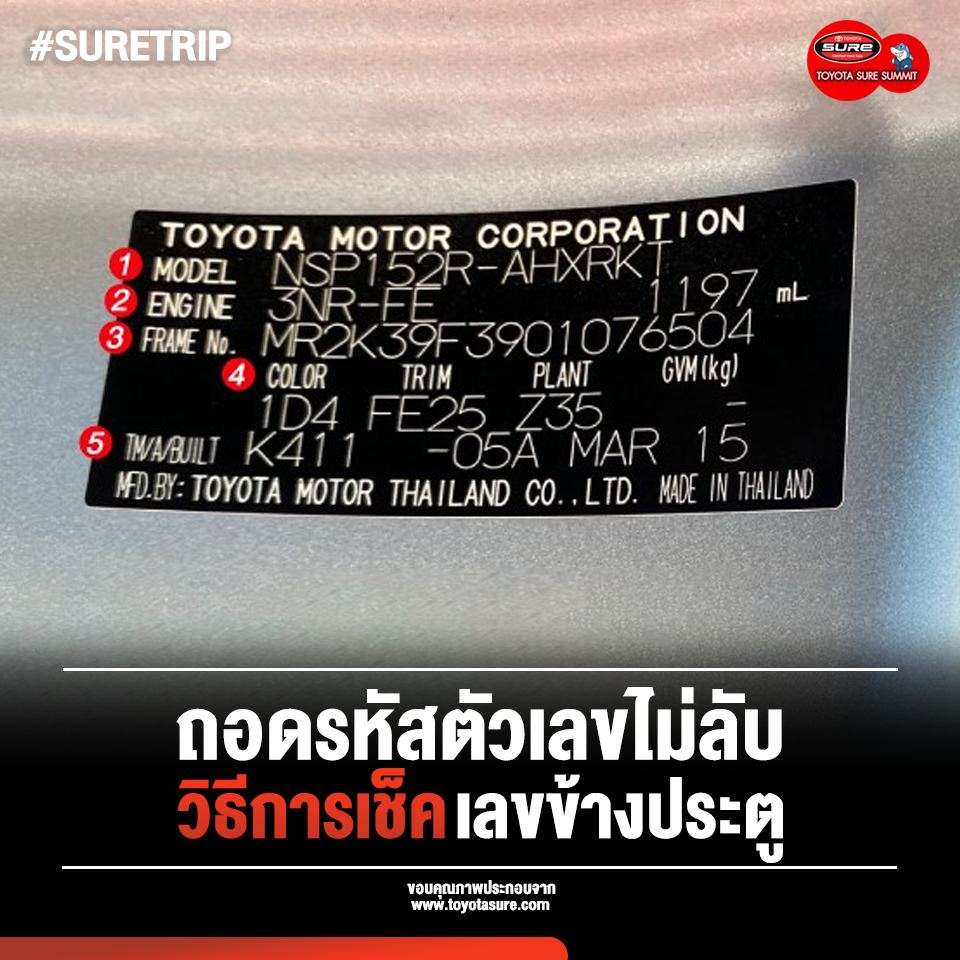 #SURETRIP
TOYOTA
SURE
TOYOTA SURE SUMMIT
TOYOTA MOTOR CORPORATION
1 MODEL NSP152R-AHXRKT
2 ENGINE 3NR-FE 1197 mL
3 FRAME No. MR2K39F3901076504
4 COLOR TRIM PLANT GVM(kg)
1D4 FE25 Z35 -
5 TM/A/BUILT K411 -05A MAR 15
MFD.BY: TOYOTA MOTOR THAILAND CO.,LTD. MADE IN THAILAND
ถอดรหัสตัวเลขไม่ลับ
วิธีการเช็คเลขข้างประตู
ขอบคุณภาพประกอบจาก
www.toyotasure.com